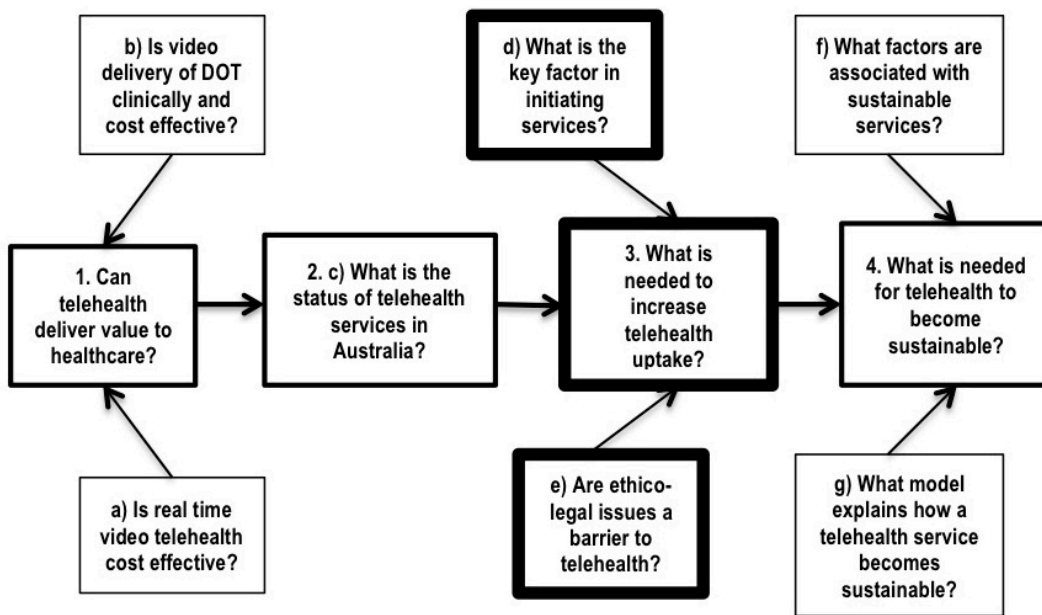 b) Is video
delivery of DOT
clinically and
cost effective?
d) What is the
key factor in
initiating
services?
f) What factors are
associated with
sustainable
services?
1. Can
telehealth
deliver value to
healthcare?
2. c) What is the
status of telehealth
services in
Australia?
3. What is
needed to
increase
telehealth
uptake?
4. What is needed
for telehealth to
become
sustainable?
a) Is real time
video telehealth
cost effective?
e) Are ethico-
legal issues a
barrier to
telehealth?
g) What model
explains how a
telehealth service
becomes
sustainable?